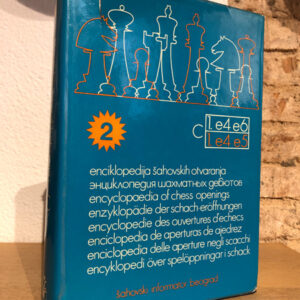 2
C
1. e4 e6
1. e4 e5
enciklopedija šahovskih otvaranja
энциклопедия шахматных дебютов
encyclopaedia of chess openings
enzyklopädie der schach-eröffnungen
encyclopedie des ouvertures d'echecs
enciclopedia de aperturas de ajedrez
enciclopedia delle aperture negli scacchi
encyklopedi över spelöppningar i schack
šahovski informator beograd